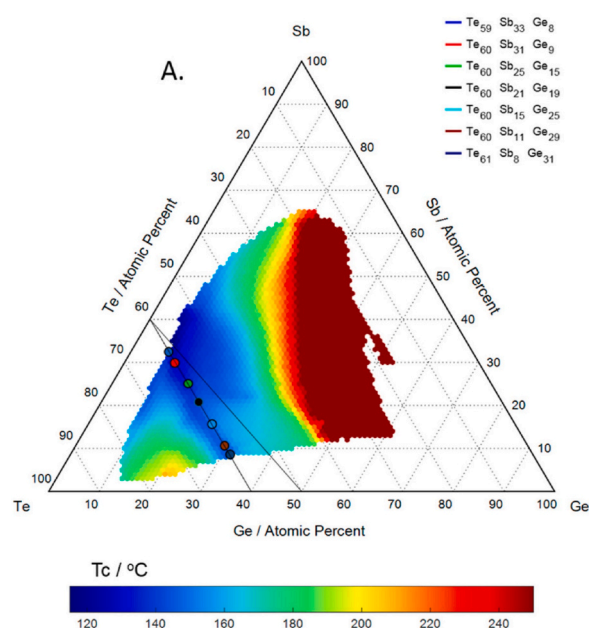 A.
Te59 Sb33 Ge8
Te60 Sb31 Ge9
Te60 Sb25 Ge15
Te60 Sb21 Ge19
Te60 Sb15 Ge25
Te60 Sb11 Ge29
Te61 Sb8 Ge31
Sb
100
10 90
20 80
30 70
40 60
50 50
60 40
70 30
80 20
90 10
100
Te / Atomic Percent
Sb / Atomic Percent
Te 10 20 30 40 50 60 70 80 90 100 Ge
Ge / Atomic Percent
Tc / °C
120 140 160 180 200 220 240